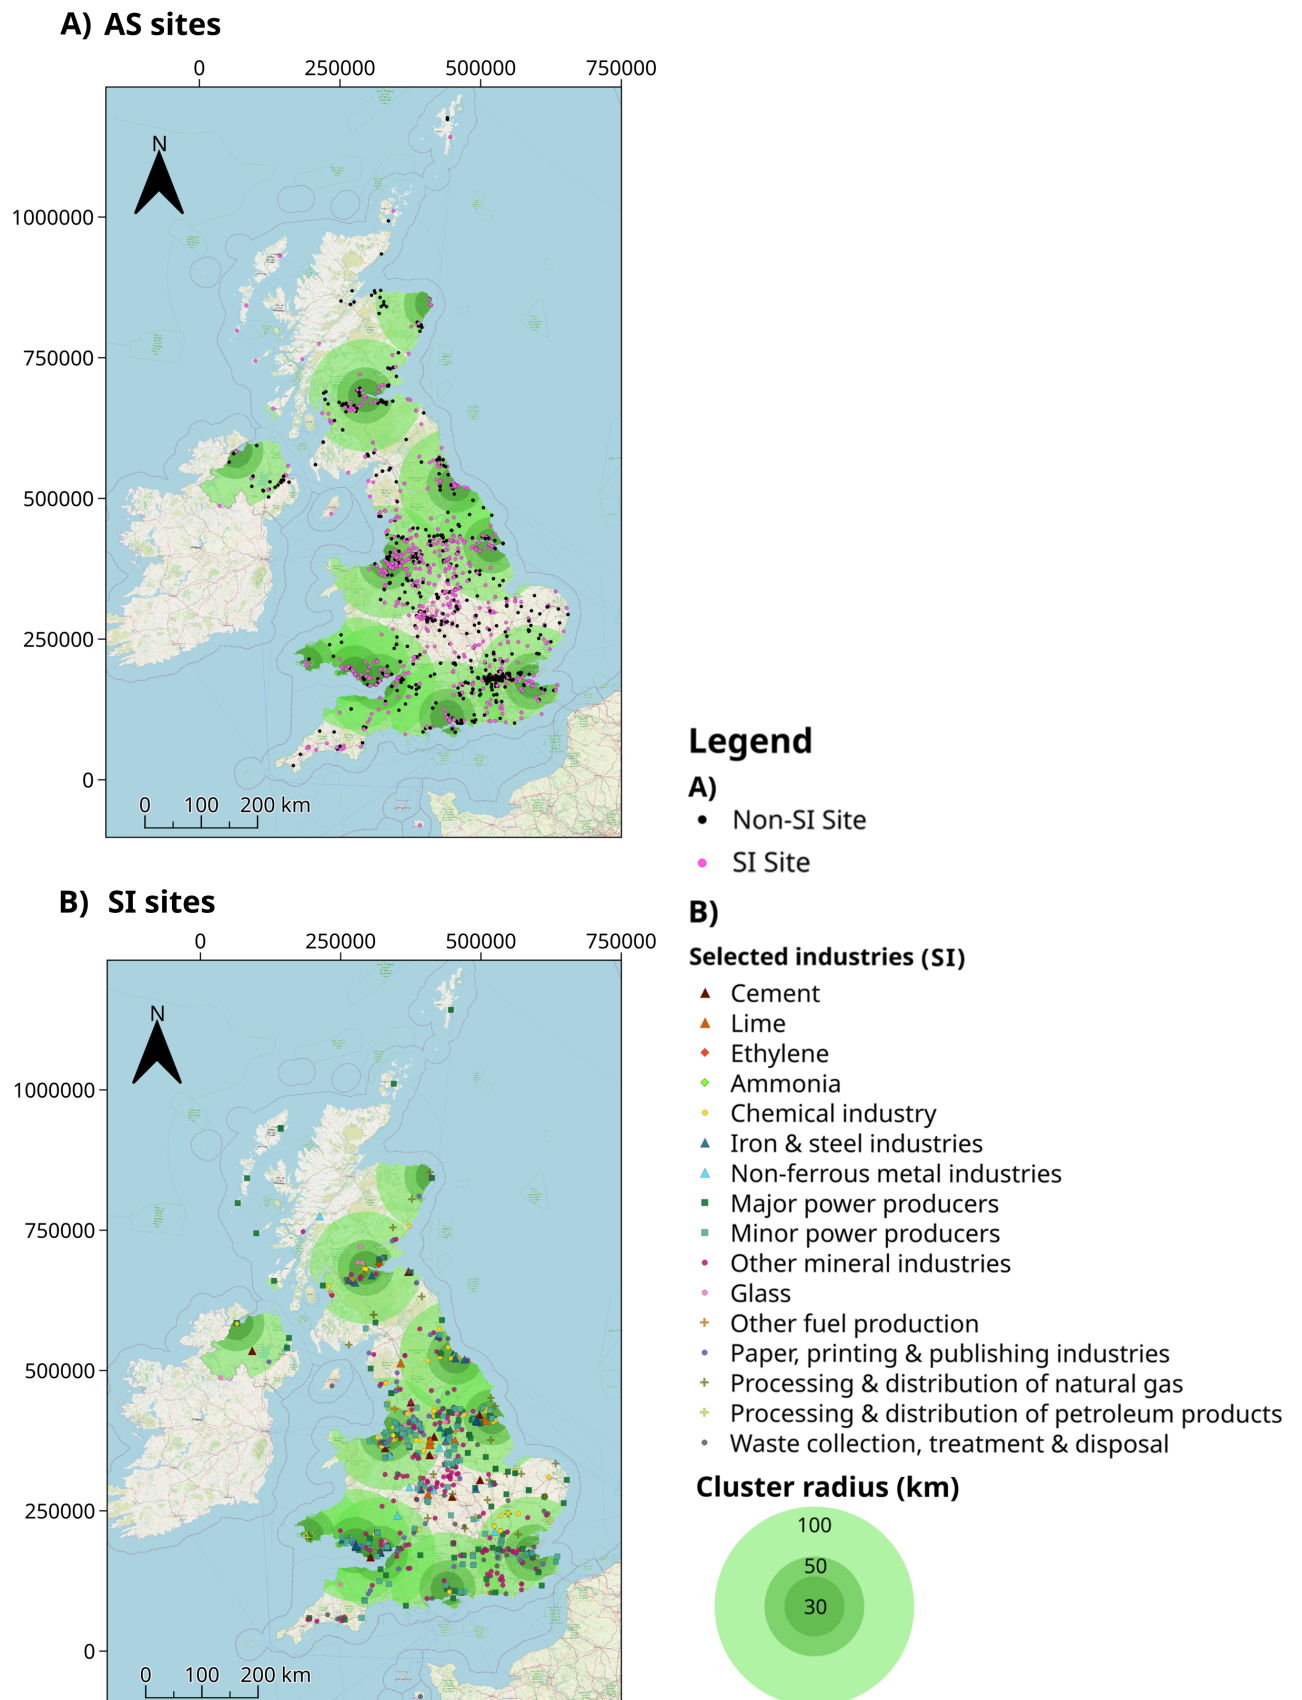 A) AS sites
0 250000 500000 750000
N
1000000
750000
500000
250000
0
0 100 200 km
Legend
A)
Non-SI Site
SI Site
B) SI sites
B)
0 250000 500000 750000
Selected industries (SI)
N
1000000
750000
500000
250000
0
0 100 200 km
Cement
Lime
Ethylene
Ammonia
Chemical industry
Iron & steel industries
Non-ferrous metal industries
Major power producers
Minor power producers
Other mineral industries
Glass
Other fuel production
Paper, printing & publishing industries
Processing & distribution of natural gas
Processing & distribution of petroleum products
Waste collection, treatment & disposal
Cluster radius (km)
100
50
30